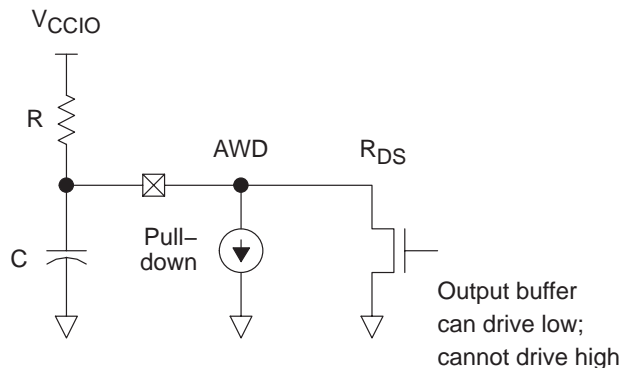 VCCIO
R
AWD
RDS
C
Pull–
down
Output buffer
can drive low;
cannot drive high